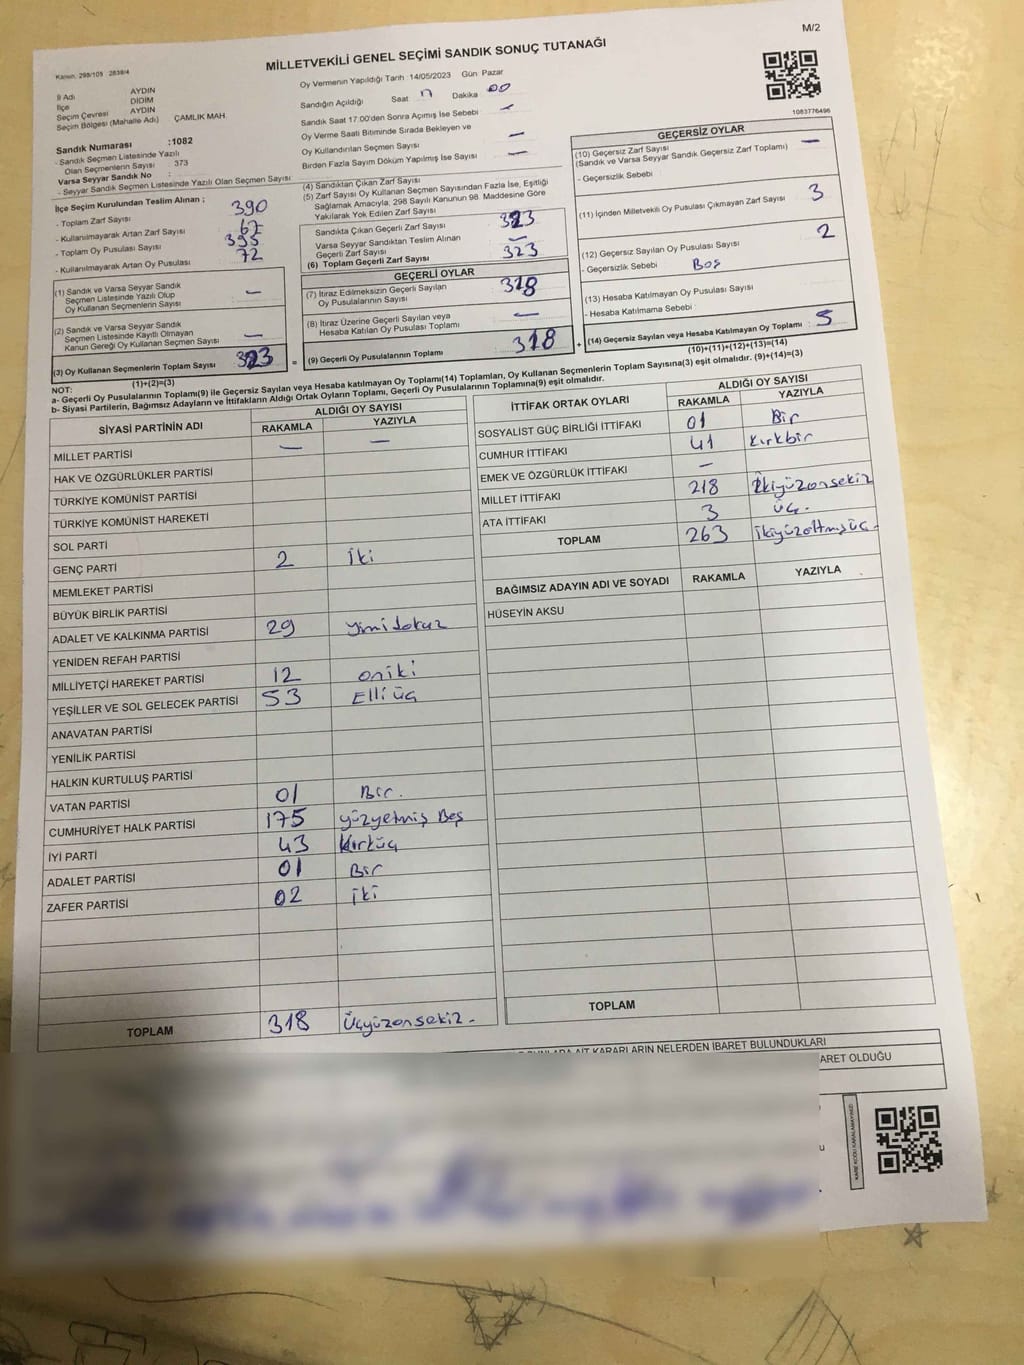 M/2
Kanun, 298/105 2839/4
MİLLETVEKİLİ GENEL SEÇİMİ SANDIK SONUÇ TUTANAĞI
İl Adı AYDIN
İlçe DİDİM
Seçim Çevresi AYDIN
Seçim Bölgesi (Mahalle Adı) ÇAMLIK MAH.
Sandık Numarası :1082
- Sandık Seçmen Listesinde Yazılı
Olan Seçmenlerin Sayısı : 373
Varsa Seyyar Sandık No :
- Seyyar Sandık Seçmen Listesinde Yazılı Olan Seçmen Sayısı:
Oy Vermenin Yapıldığı Tarih :14/05/2023 Gün Pazar
Sandığın Açıldığı Saat 17 Dakika 00
Sandık Saat 17:00'den Sonra Açılmış İse Sebebi —
Oy Verme Saati Bitiminde Sırada Bekleyen ve
Oy Kullandırılan Seçmen Sayısı —
Birden Fazla Sayım Döküm Yapılmış İse Sayısı —
1083776496
İlçe Seçim Kurulundan Teslim Alınan ;
- Toplam Zarf Sayısı 390
- Kullanılmayarak Artan Zarf Sayısı 67
- Toplam Oy Pusulası Sayısı 395
- Kullanılmayarak Artan Oy Pusulası 72
(1) Sandık ve Varsa Seyyar Sandık
Seçmen Listesinde Yazılı Olup
Oy Kullanan Seçmenlerin Sayısı —
(2) Sandık ve Varsa Seyyar Sandık
Seçmen Listesinde Kayıtlı Olmayan
Kanun Gereği Oy Kullanan Seçmen Sayısı —
(3) Oy Kullanan Seçmenlerin Toplam Sayısı 323 =
(1)+(2)=(3)
(4) Sandıktan Çıkan Zarf Sayısı
(5) Zarf Sayısı Oy Kullanan Seçmen Sayısından Fazla İse, Eşitliği
Sağlamak Amacıyla, 298 Sayılı Kanunun 98. Maddesine Göre
Yakılarak Yok Edilen Zarf Sayısı
Sandıkta Çıkan Geçerli Zarf Sayısı 323
Varsa Seyyar Sandıktan Teslim Alınan
Geçerli Zarf Sayısı —
(6) Toplam Geçerli Zarf Sayısı 323
GEÇERLİ OYLAR
(7) İtiraz Edilmeksizin Geçerli Sayılan
Oy Pusulalarının Sayısı 318
(8) İtiraz Üzerine Geçerli Sayılan veya
Hesaba Katılan Oy Pusulası Toplamı —
(9) Geçerli Oy Pusulalarının Toplamı 318 +
GEÇERSİZ OYLAR
(10) Geçersiz Zarf Sayısı —
(Sandık ve Varsa Seyyar Sandık Geçersiz Zarf Toplamı)
- Geçersizlik Sebebi :
(11) İçinden Milletvekili Oy Pusulası Çıkmayan Zarf Sayısı 3
(12) Geçersiz Sayılan Oy Pusulası Sayısı 2
- Geçersizlik Sebebi Boş
(13) Hesaba Katılmayan Oy Pusulası Sayısı
- Hesaba Katılmama Sebebi :
(14) Geçersiz Sayılan veya Hesaba Katılmayan Oy Toplamı 5
(10)+(11)+(12)+(13)=(14)
NOT:
a- Geçerli Oy Pusulalarının Toplamı(9) ile Geçersiz Sayılan veya Hesaba katılmayan Oy Toplamı(14) Toplamları, Oy Kullanan Seçmenlerin Toplam Sayısına(3) eşit olmalıdır. (9)+(14)=(3)
b- Siyasi Partilerin, Bağımsız Adayların ve İttifakların Aldığı Ortak Oyların Toplamı, Geçerli Oy Pusulalarının Toplamına(9) eşit olmalıdır.
SİYASİ PARTİNİN ADI ALDIĞI OY SAYISI
RAKAMLA YAZIYLA
MİLLET PARTİSİ — —
HAK VE ÖZGÜRLÜKLER PARTİSİ
TÜRKİYE KOMÜNİST PARTİSİ
TÜRKİYE KOMÜNİST HAREKETİ
SOL PARTİ
GENÇ PARTİ 2 iki
MEMLEKET PARTİSİ
BÜYÜK BİRLİK PARTİSİ
ADALET VE KALKINMA PARTİSİ 29 yimidokuz
YENİDEN REFAH PARTİSİ
MİLLİYETÇİ HAREKET PARTİSİ 12 oniki
YEŞİLLER VE SOL GELECEK PARTİSİ 53 Elliüç
ANAVATAN PARTİSİ
YENİLİK PARTİSİ
HALKIN KURTULUŞ PARTİSİ
VATAN PARTİSİ 01 Bir.
CUMHURİYET HALK PARTİSİ 175 yüzyetmiş Beş
İYİ PARTİ 43 Kırküç
ADALET PARTİSİ 01 Bir
ZAFER PARTİSİ 02 iki
TOPLAM 318 Üçyüzonsekiz.
İTTİFAK ORTAK OYLARI ALDIĞI OY SAYISI
RAKAMLA YAZIYLA
SOSYALİST GÜÇ BİRLİĞİ İTTİFAKI 01 Bir
CUMHUR İTTİFAKI 41 Kırkbir
EMEK VE ÖZGÜRLÜK İTTİFAKI —
MİLLET İTTİFAKI 218 İkiyüzonsekiz
ATA İTTİFAKI 3 Üç.
TOPLAM 263 İkiyüzaltmışüç.
BAĞIMSIZ ADAYIN ADI VE SOYADI RAKAMLA YAZIYLA
HÜSEYİN AKSU
TOPLAM
AİT KARARLARIN NELERDEN İBARET BULUNDUKLARI
ARET OLDUĞU
KARE KODU KARALAMAYINIZ!